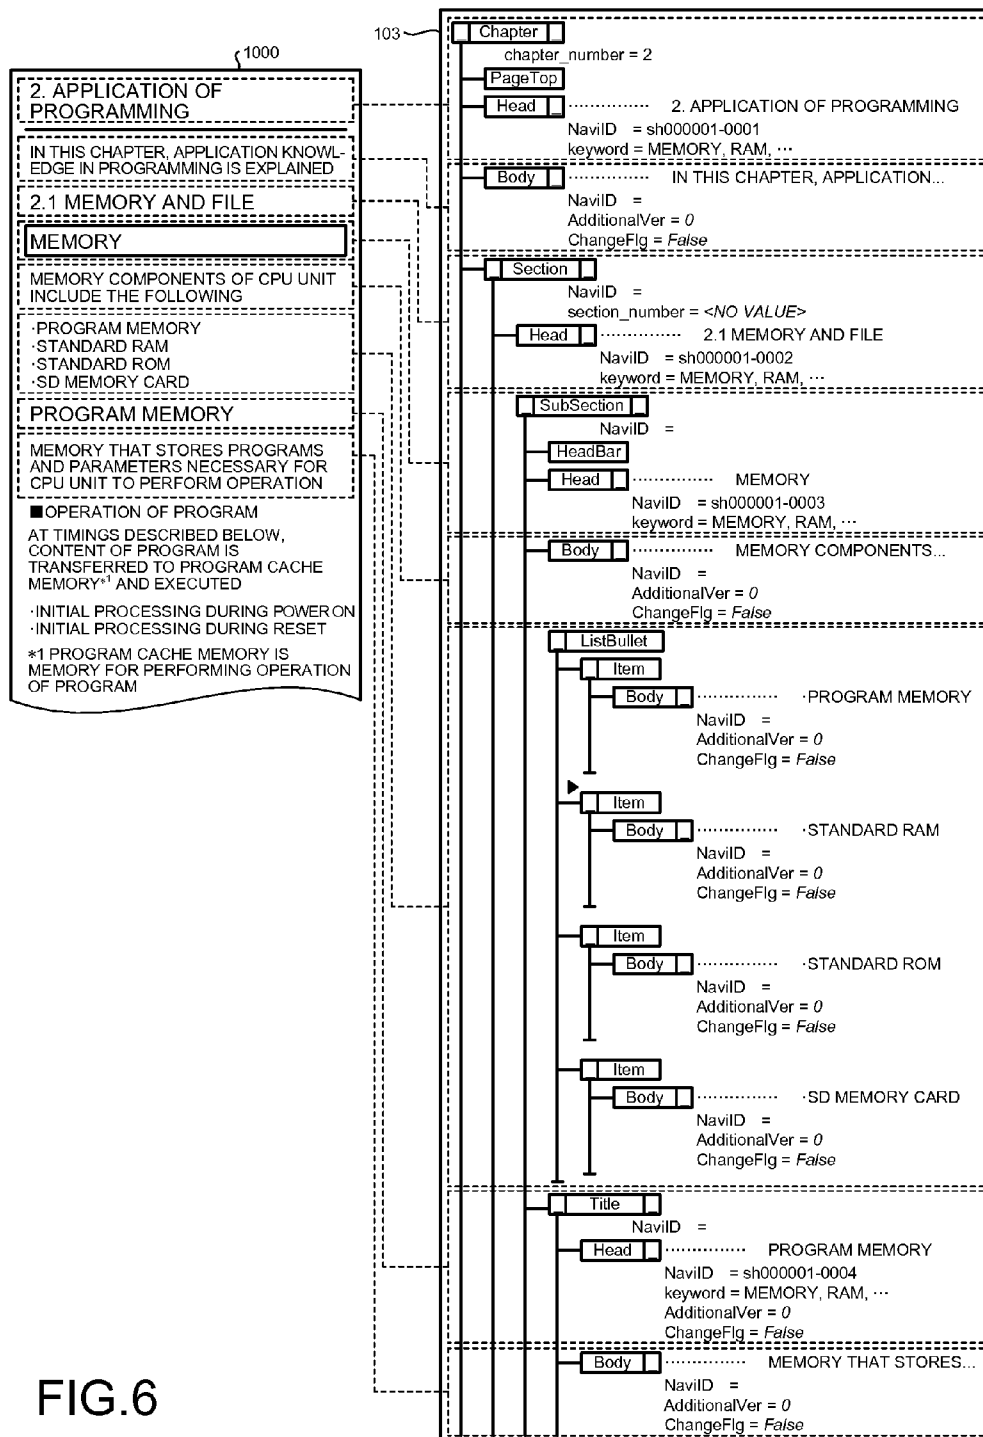 1000
2. APPLICATION OF
PROGRAMMING
IN THIS CHAPTER, APPLICATION KNOWL-
EDGE IN PROGRAMMING IS EXPLAINED
2.1 MEMORY AND FILE
MEMORY
MEMORY COMPONENTS OF CPU UNIT
INCLUDE THE FOLLOWING
·PROGRAM MEMORY
·STANDARD RAM
·STANDARD ROM
·SD MEMORY CARD
PROGRAM MEMORY
MEMORY THAT STORES PROGRAMS
AND PARAMETERS NECESSARY FOR
CPU UNIT TO PERFORM OPERATION
■OPERATION OF PROGRAM
AT TIMINGS DESCRIBED BELOW,
CONTENT OF PROGRAM IS
TRANSFERRED TO PROGRAM CACHE
MEMORY*1 AND EXECUTED
·INITIAL PROCESSING DURING POWER ON
·INITIAL PROCESSING DURING RESET
*1 PROGRAM CACHE MEMORY IS
MEMORY FOR PERFORMING OPERATION
OF PROGRAM
103
Chapter
chapter_number = 2
PageTop
Head ·············· 2. APPLICATION OF PROGRAMMING
NaviID = sh000001-0001
keyword = MEMORY, RAM, ···
Body ·············· IN THIS CHAPTER, APPLICATION...
NaviID =
AdditionalVer = 0
ChangeFlg = False
Section
NaviID =
section_number = <NO VALUE>
Head ·············· 2.1 MEMORY AND FILE
NaviID = sh000001-0002
keyword = MEMORY, RAM, ···
SubSection
NaviID =
HeadBar
Head ·············· MEMORY
NaviID = sh000001-0003
keyword = MEMORY, RAM, ···
Body ·············· MEMORY COMPONENTS...
NaviID =
AdditionalVer = 0
ChangeFlg = False
ListBullet
Item
Body ·············· ·PROGRAM MEMORY
NaviID =
AdditionalVer = 0
ChangeFlg = False
Item
Body ·············· ·STANDARD RAM
NaviID =
AdditionalVer = 0
ChangeFlg = False
Item
Body ·············· ·STANDARD ROM
NaviID =
AdditionalVer = 0
ChangeFlg = False
Item
Body ·············· ·SD MEMORY CARD
NaviID =
AdditionalVer = 0
ChangeFlg = False
Title
NaviID =
Head ·············· PROGRAM MEMORY
NaviID = sh000001-0004
keyword = MEMORY, RAM, ···
AdditionalVer = 0
ChangeFlg = False
Body ·············· MEMORY THAT STORES...
NaviID =
AdditionalVer = 0
ChangeFlg = False
FIG.6